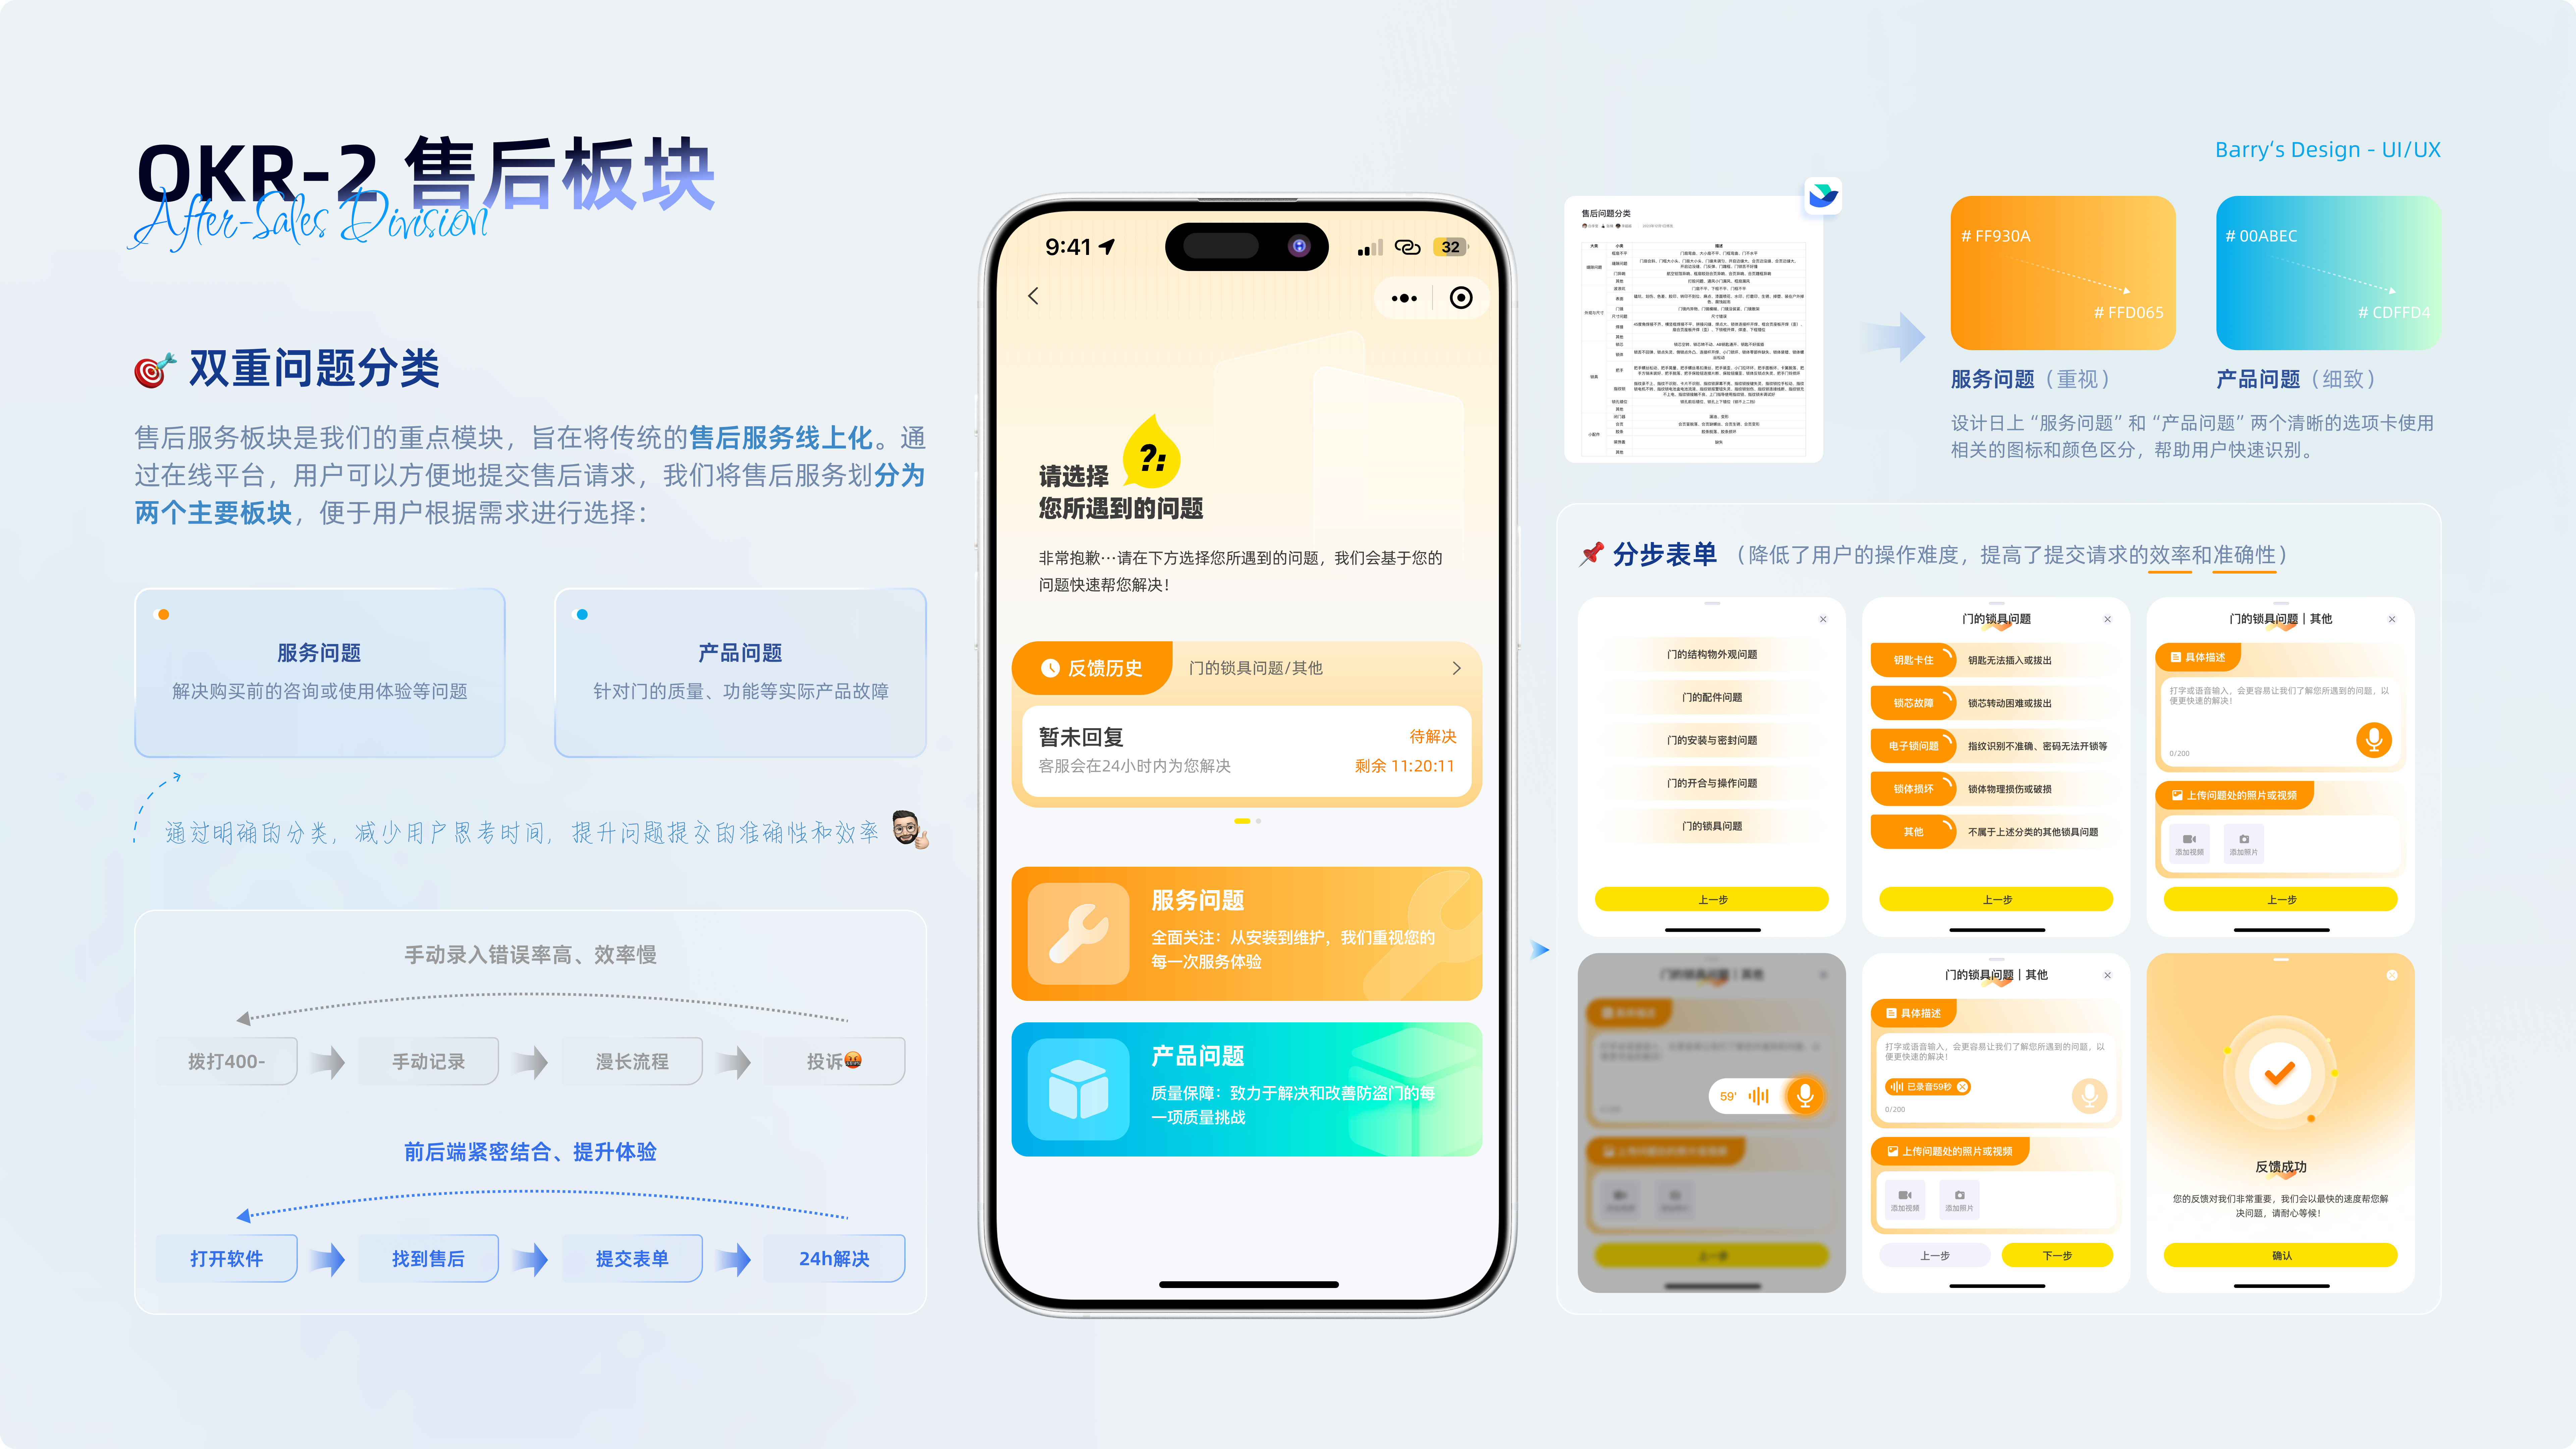 OKR-2 售后板块
After-Sales Division
Barry's Design - UI/UX
双重问题分类
售后服务板块是我们的重点模块，旨在将传统的售后服务线上化。通
过在线平台，用户可以方便地提交售后请求，我们将售后服务划分为
两个主要板块，便于用户根据需求进行选择：
服务问题
解决购买前的咨询或使用体验等问题
产品问题
针对门的质量、功能等实际产品故障
通过明确的分类，减少用户思考时间，提升问题提交的准确性和效率
手动录入错误率高、效率慢
拨打400-
手动记录
漫长流程
投诉
前后端紧密结合、提升体验
打开软件
找到售后
提交表单
24h解决
9:41
32
?:
请选择
您所遇到的问题
非常抱歉…请在下方选择您所遇到的问题，我们会基于您的
问题快速帮您解决！
反馈历史
门的锁具问题/其他
暂未回复
待解决
客服会在24小时内为您解决
剩余 11:20:11
服务问题
全面关注：从安装到维护，我们重视您的
每一次服务体验
产品问题
质量保障：致力于解决和改善防盗门的每
一项质量挑战
售后问题分类
大类 小类 描述
# FF930A
# FFD065
# 00ABEC
# CDFFD4
服务问题（重视）
产品问题（细致）
设计日上“服务问题”和“产品问题”两个清晰的选项卡使用
相关的图标和颜色区分，帮助用户快速识别。
分步表单（降低了用户的操作难度，提高了提交请求的效率和准确性）
门的结构物外观问题
门的配件问题
门的安装与密封问题
门的开合与操作问题
门的锁具问题
上一步
门的锁具问题
钥匙卡住 钥匙无法插入或拔出
锁芯故障 锁芯转动困难或拔出
电子锁问题 指纹识别不准确、密码无法开锁等
锁体损坏 锁体物理损伤或破损
其他 不属于上述分类的其他锁具问题
上一步
门的锁具问题丨其他
具体描述
打字或语音输入，会更容易让我们了解您所遇到的问题，以
便更快速的解决！
0/200
上传问题处的照片或视频
添加视频
添加照片
上一步
门的锁具问题丨其他
具体描述
59'
上一步
门的锁具问题丨其他
具体描述
打字或语音输入，会更容易让我们了解您所遇到的问题，以
便更快速的解决！
已录音59秒
0/200
上传问题处的照片或视频
添加视频
添加照片
上一步
下一步
反馈成功
您的反馈对我们非常重要，我们会以最快的速度帮您解
决问题，请耐心等候！
确认